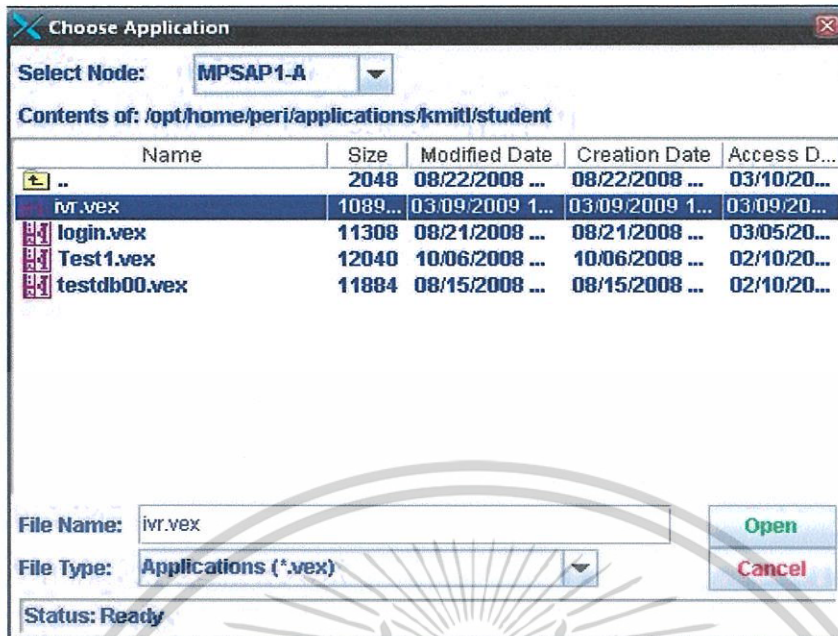 Choose Application
Select Node: MPSAP1-A
Contents of: /opt/home/peri/applications/kmitl/student
Name Size Modified Date Creation Date Access D...
.. 2048 08/22/2008 ... 08/22/2008 ... 03/10/20...
ivr.vex 1089... 03/09/2009 1... 03/09/2009 1... 03/09/20...
login.vex 11308 08/21/2008 ... 08/21/2008 ... 03/05/20...
Test1.vex 12040 10/06/2008 ... 10/06/2008 ... 02/10/20...
testdb00.vex 11884 08/15/2008 ... 08/15/2008 ... 02/10/20...
File Name: ivr.vex Open
File Type: Applications (*.vex) Cancel
Status: Ready